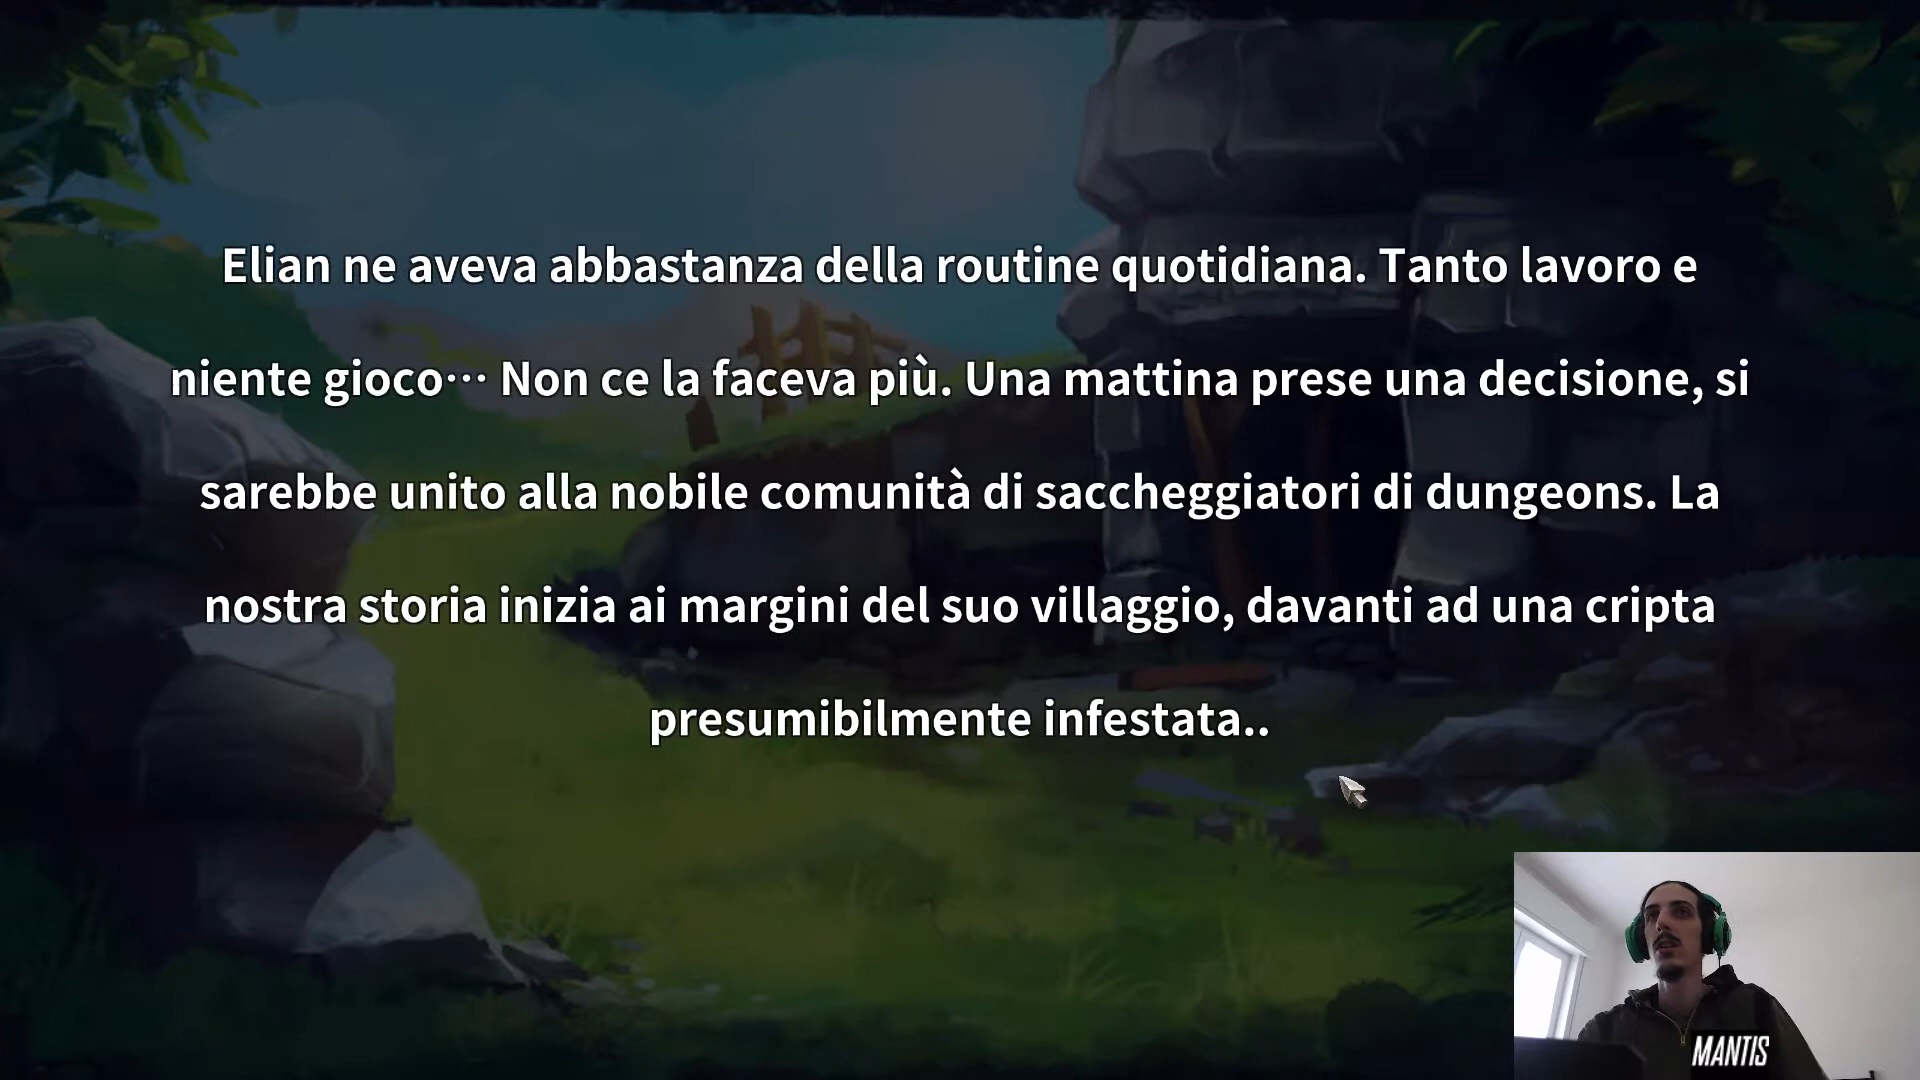 Elian ne aveva abbastanza della routine quotidiana. Tanto lavoro e
niente gioco··· Non ce la faceva più. Una mattina prese una decisione, si
sarebbe unito alla nobile comunità di saccheggiatori di dungeons. La
nostra storia inizia ai margini del suo villaggio, davanti ad una cripta
presumibilmente infestata..
MANTIS